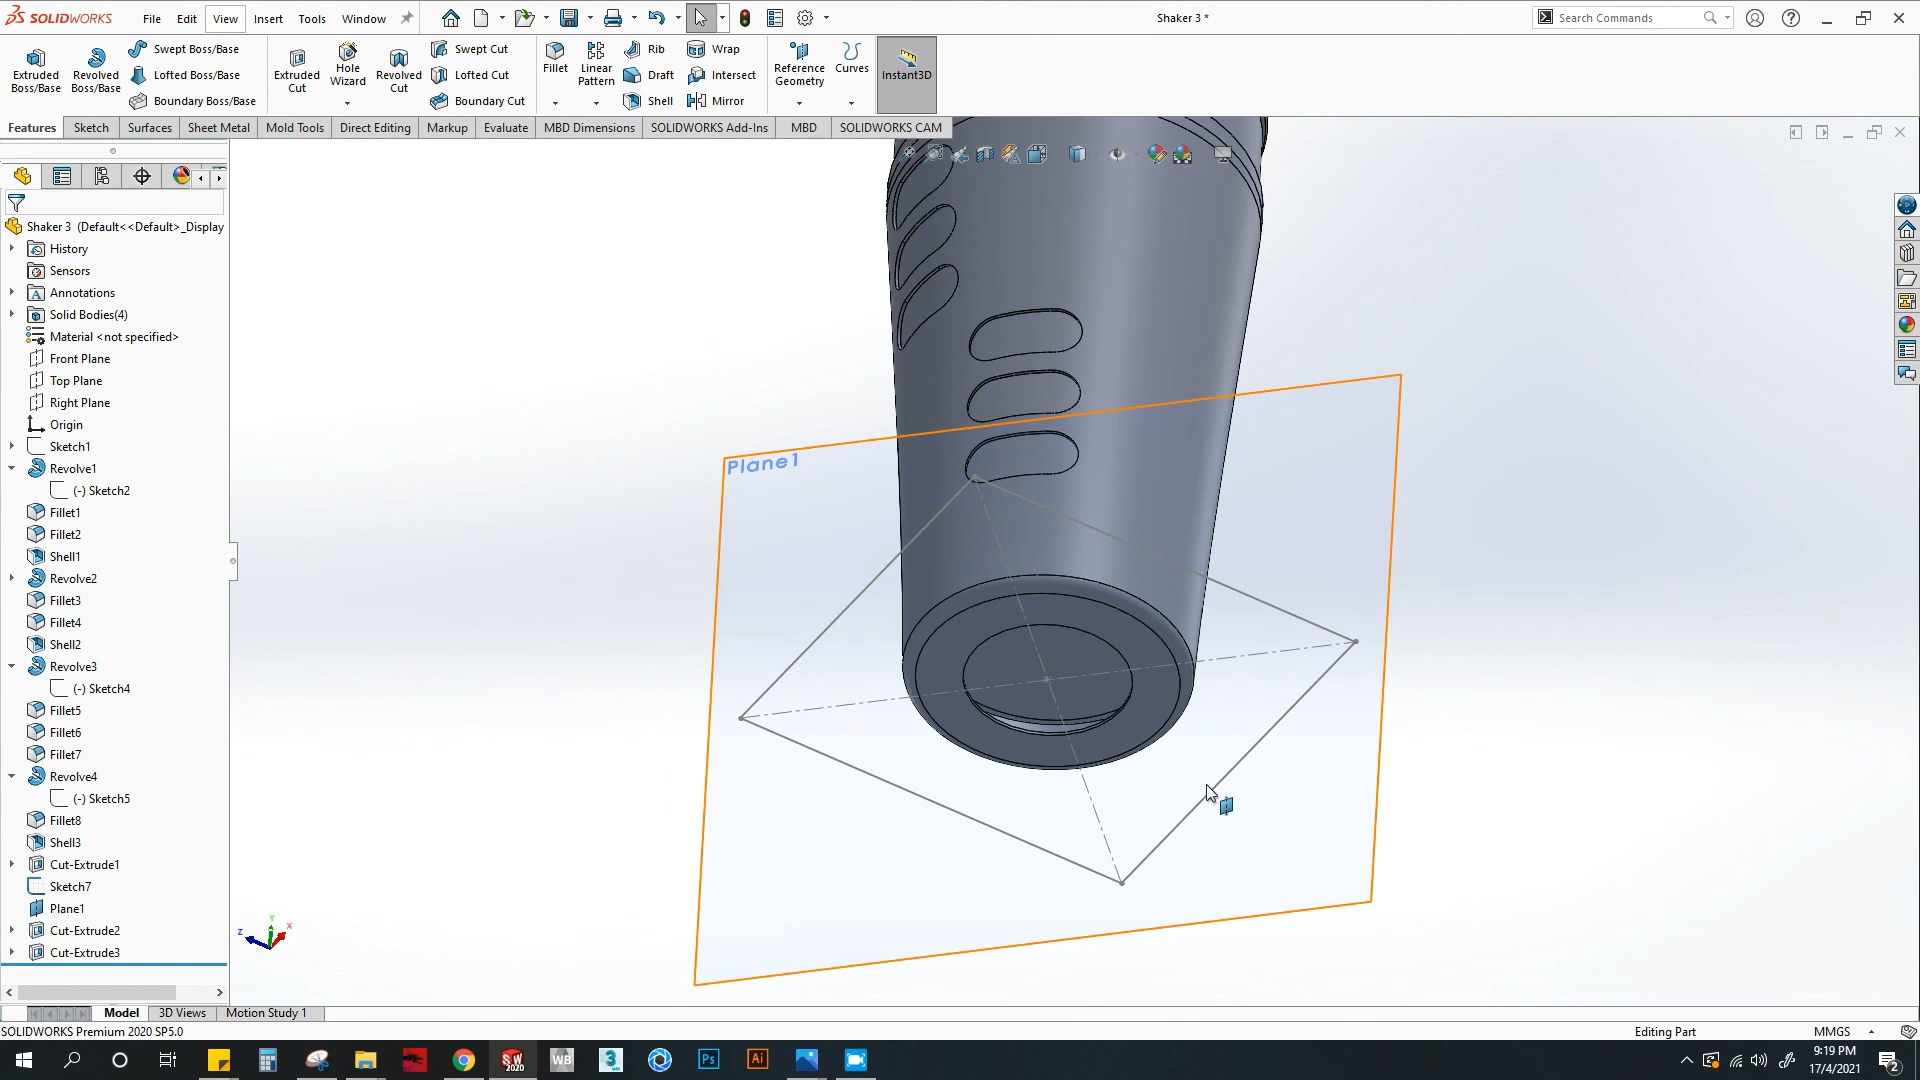 SOLIDWORKS
File Edit View Insert Tools Window
Shaker 3 *
Search Commands
Extruded Boss/Base
Revolved Boss/Base
Swept Boss/Base
Lofted Boss/Base
Boundary Boss/Base
Extruded Cut
Hole Wizard
Revolved Cut
Swept Cut
Lofted Cut
Boundary Cut
Fillet
Linear Pattern
Rib
Draft
Shell
Wrap
Intersect
Mirror
Reference Geometry
Curves
Instant3D
Features Sketch Surfaces Sheet Metal Mold Tools Direct Editing Markup Evaluate MBD Dimensions SOLIDWORKS Add-Ins MBD SOLIDWORKS CAM
Shaker 3 (Default<<Default>_Display
History
Sensors
Annotations
Solid Bodies(4)
Material <not specified>
Front Plane
Top Plane
Right Plane
Origin
Sketch1
Revolve1
(-) Sketch2
Fillet1
Fillet2
Shell1
Revolve2
Fillet3
Fillet4
Shell2
Revolve3
(-) Sketch4
Fillet5
Fillet6
Fillet7
Revolve4
(-) Sketch5
Fillet8
Shell3
Cut-Extrude1
Sketch7
Plane1
Cut-Extrude2
Cut-Extrude3
Plane1
Y
X
Z
Model 3D Views Motion Study 1
SOLIDWORKS Premium 2020 SP5.0
Editing Part
MMGS
SW
2020
WB
3
Ps
Ai
9:19 PM
17/4/2021
2